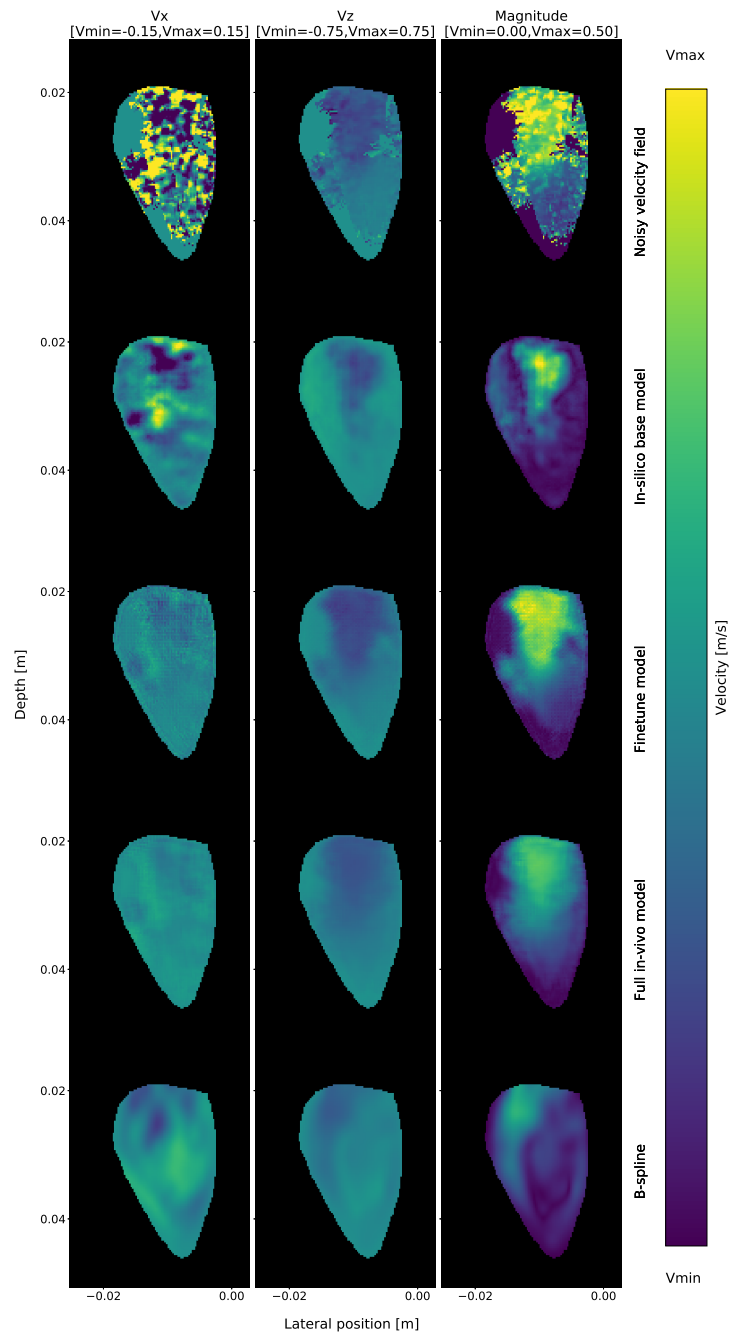 Vx
[Vmin=-0.15,Vmax=0.15]
Vz
[Vmin=-0.75,Vmax=0.75]
Magnitude
[Vmin=0.00,Vmax=0.50]
Vmax
0.02
0.04
Noisy velocity field
0.02
0.04
In-silico base model
0.02
0.04
Finetune model
Depth [m]
Velocity [m/s]
0.02
0.04
Full in-vivo model
0.02
0.04
B-spline
Vmin
−0.02
0.00
−0.02
0.00
−0.02
0.00
Lateral position [m]